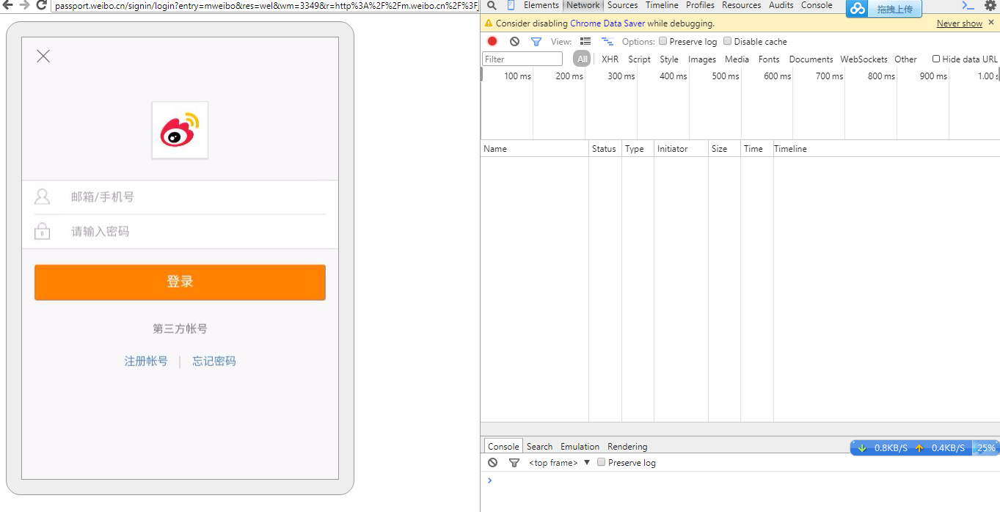 passport.weibo.cn/signin/login?entry=mweibo&res=wel&wm=3349&r=http%3A%2F%2Fm.weibo.cn%2F%3F
Elements Network Sources Timeline Profiles Resources Audits Console
拖拽上传
Consider disabling Chrome Data Saver while debugging. Never show
View: Options: Preserve log Disable cache
Filter All XHR Script Style Images Media Fonts Documents WebSockets Other Hide data URL
100 ms 200 ms 300 ms 400 ms 500 ms 600 ms 700 ms 800 ms 900 ms 1.00 s
Name Status Type Initiator Size Time Timeline
邮箱/手机号
请输入密码
登录
第三方帐号
注册帐号 | 忘记密码
Console Search Emulation Rendering
0.8KB/S 0.4KB/S 25%
<top frame> Preserve log